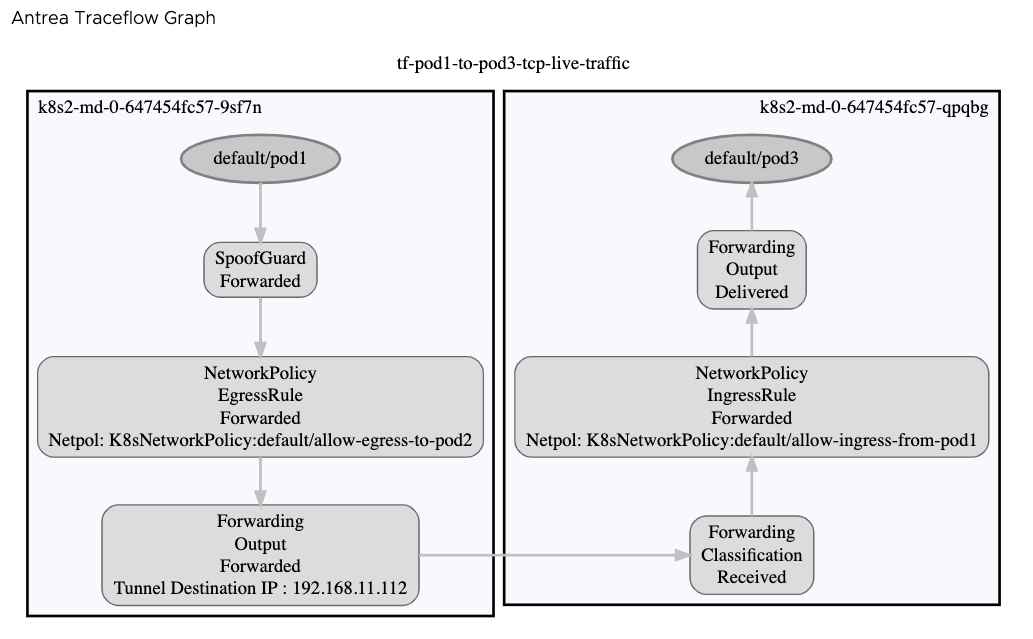 Antrea Traceflow Graph
tf-pod1-to-pod3-tcp-live-traffic
k8s2-md-0-647454fc57-9sf7n
default/pod1
SpoofGuard
Forwarded
NetworkPolicy
EgressRule
Forwarded
Netpol: K8sNetworkPolicy:default/allow-egress-to-pod2
Forwarding
Output
Forwarded
Tunnel Destination IP : 192.168.11.112
k8s2-md-0-647454fc57-qpqbg
default/pod3
Forwarding
Output
Delivered
NetworkPolicy
IngressRule
Forwarded
Netpol: K8sNetworkPolicy:default/allow-ingress-from-pod1
Forwarding
Classification
Received